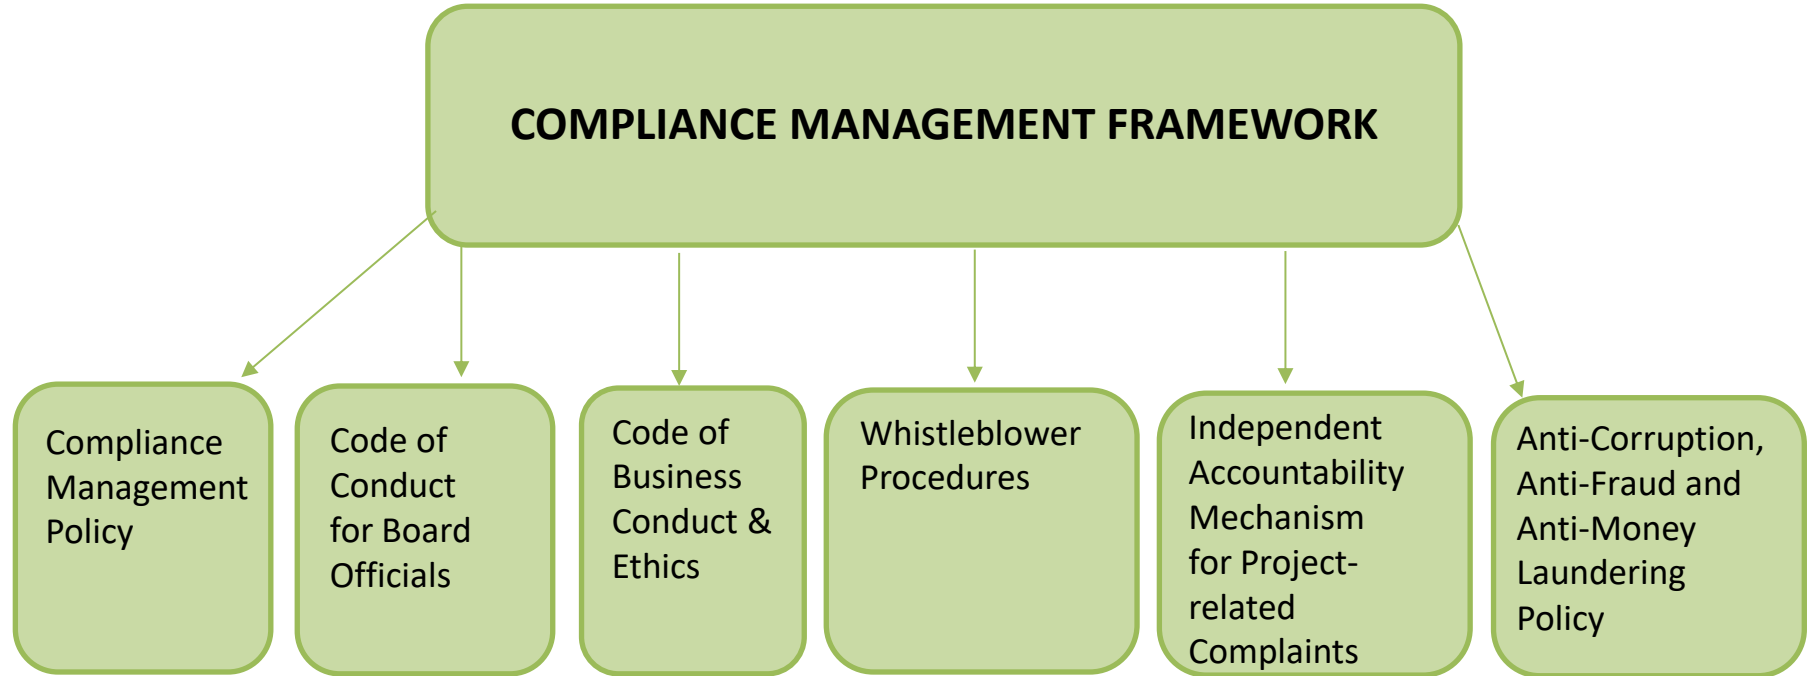 COMPLIANCE MANAGEMENT FRAMEWORK
Compliance
Management
Policy
Code of
Conduct
for Board
Officials
Code of
Business
Conduct &
Ethics
Whistleblower
Procedures
Independent
Accountability
Mechanism
for Project-
related
Complaints
Anti-Corruption,
Anti-Fraud and
Anti-Money
Laundering
Policy